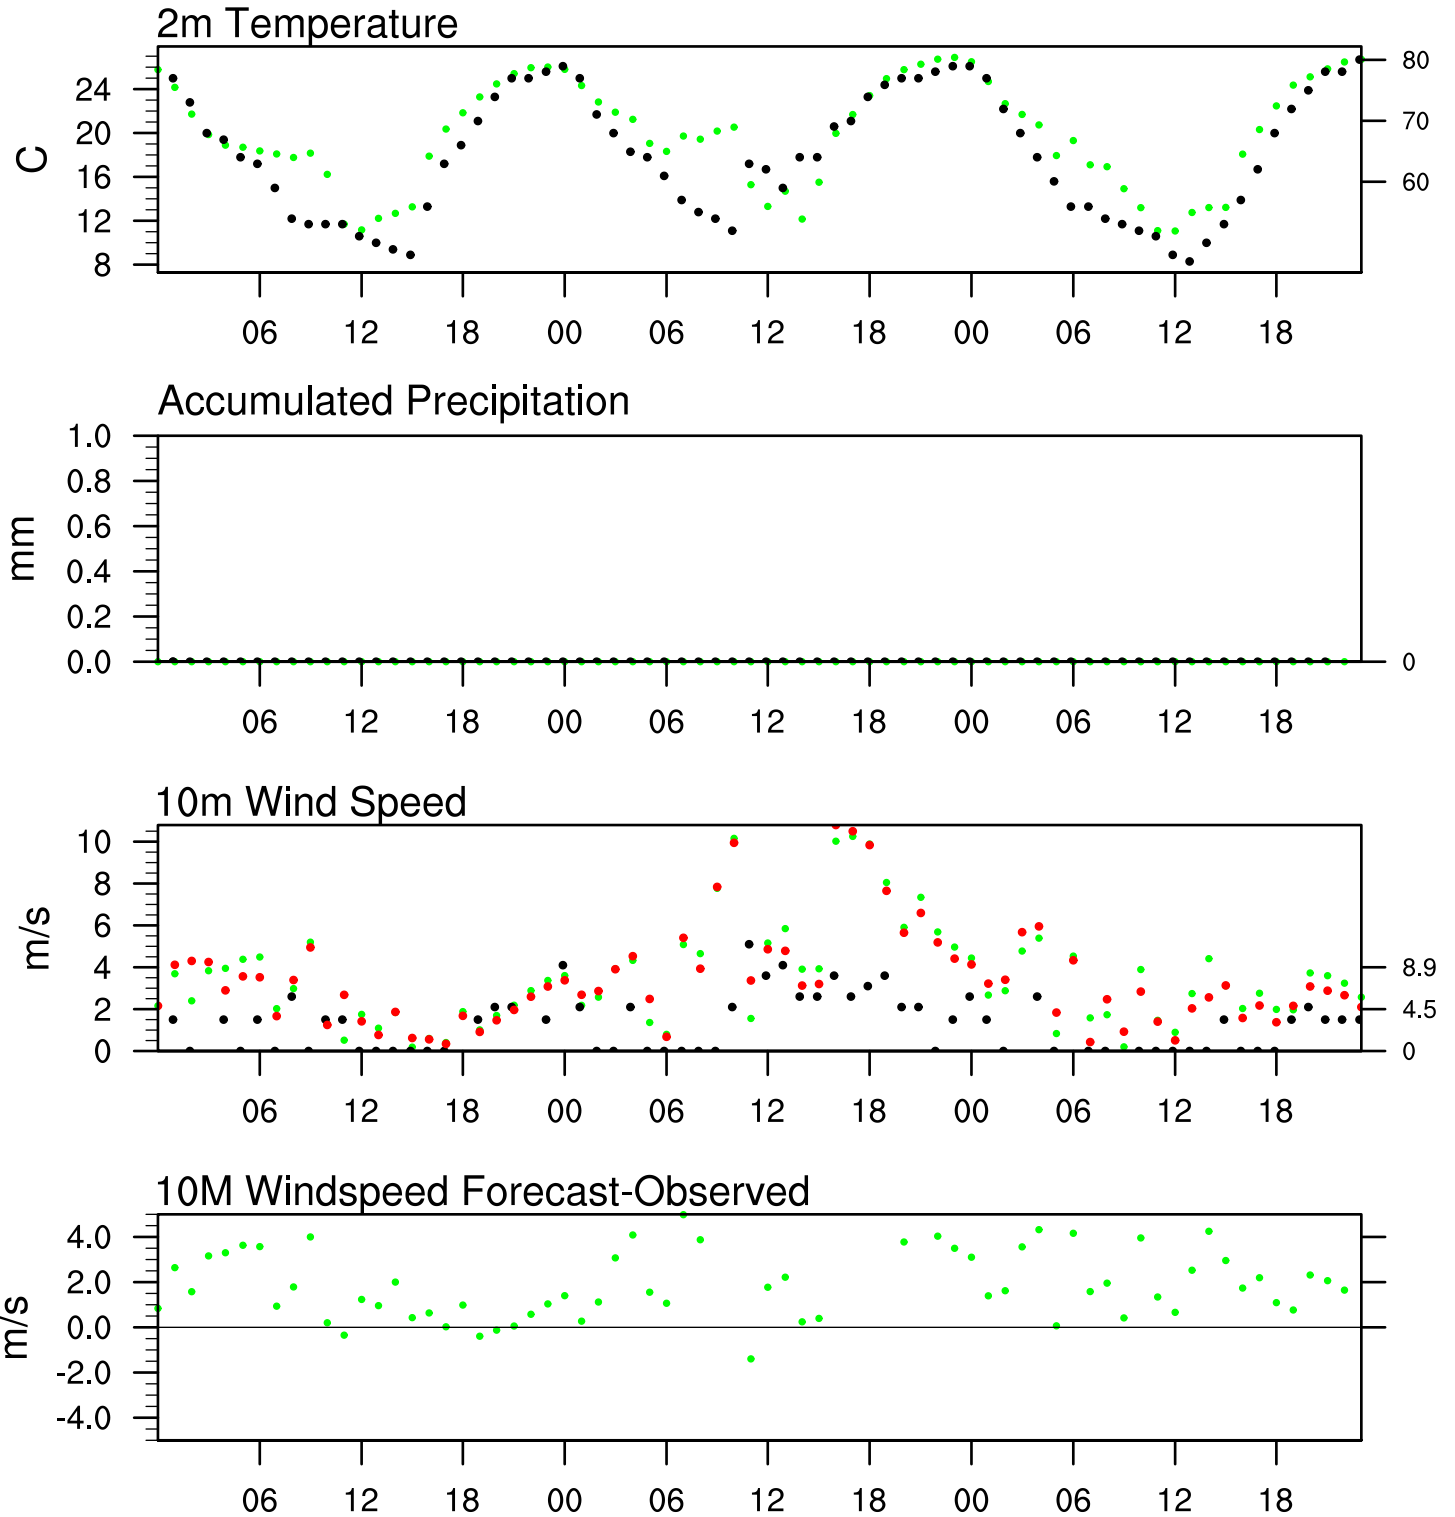 2m Temperature
C
24
20
16
12
8
80
70
60
06 12 18 00 06 12 18 00 06 12 18
Accumulated Precipitation
mm
1.0
0.8
0.6
0.4
0.2
0.0
0
06 12 18 00 06 12 18 00 06 12 18
10m Wind Speed
m/s
10
8
6
4
2
0
8.9
4.5
0
06 12 18 00 06 12 18 00 06 12 18
10M Windspeed Forecast-Observed
m/s
4.0
2.0
0.0
-2.0
-4.0
06 12 18 00 06 12 18 00 06 12 18